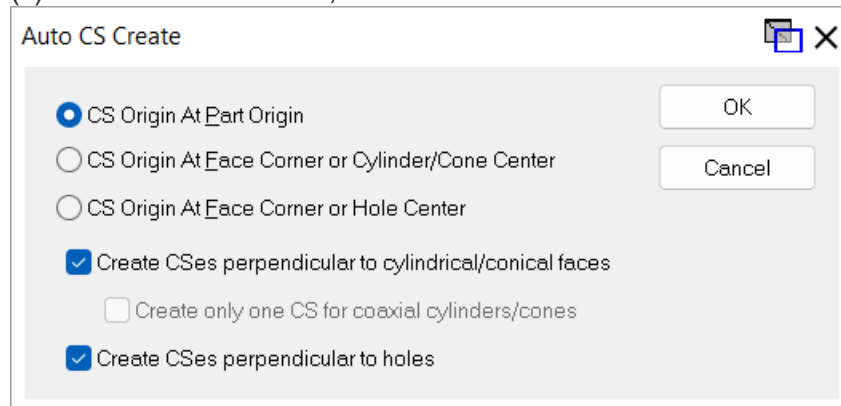 Auto CS Create
CS Origin At Part Origin
OK
CS Origin At Face Corner or Cylinder/Cone Center
Cancel
CS Origin At Face Corner or Hole Center
Create CSes perpendicular to cylindrical/conical faces
Create only one CS for coaxial cylinders/cones
Create CSes perpendicular to holes